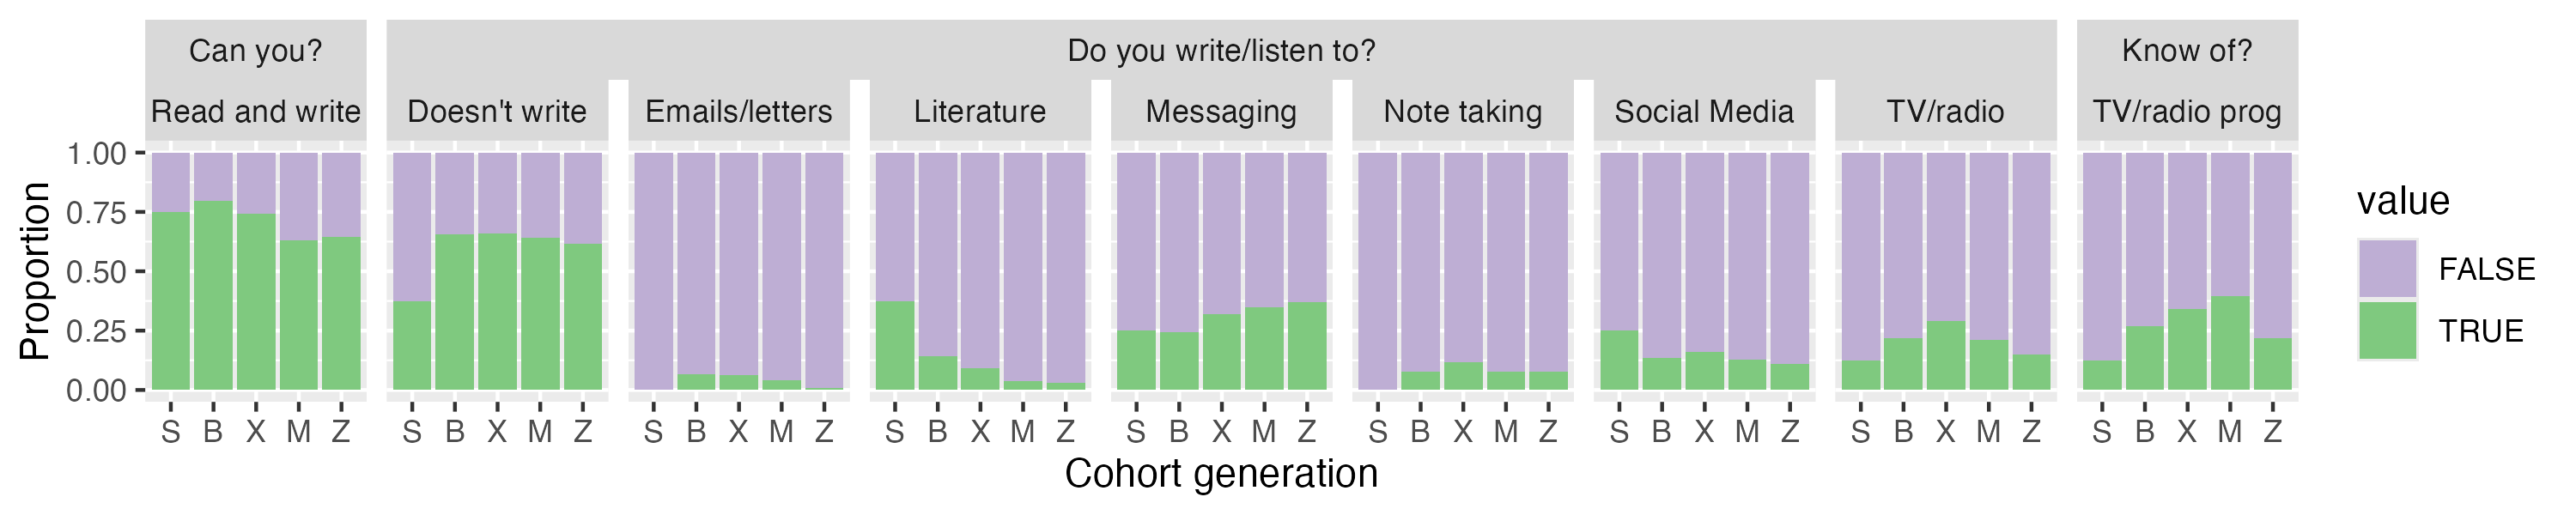 Can you? Do you write/listen to? Know of?
Read and write Doesn't write Emails/letters Literature Messaging Note taking Social Media TV/radio TV/radio prog
Proportion
1.00
0.75
0.50
0.25
0.00
S B X M Z S B X M Z S B X M Z S B X M Z S B X M Z S B X M Z S B X M Z S B X M Z S B X M Z
Cohort generation
value
FALSE
TRUE